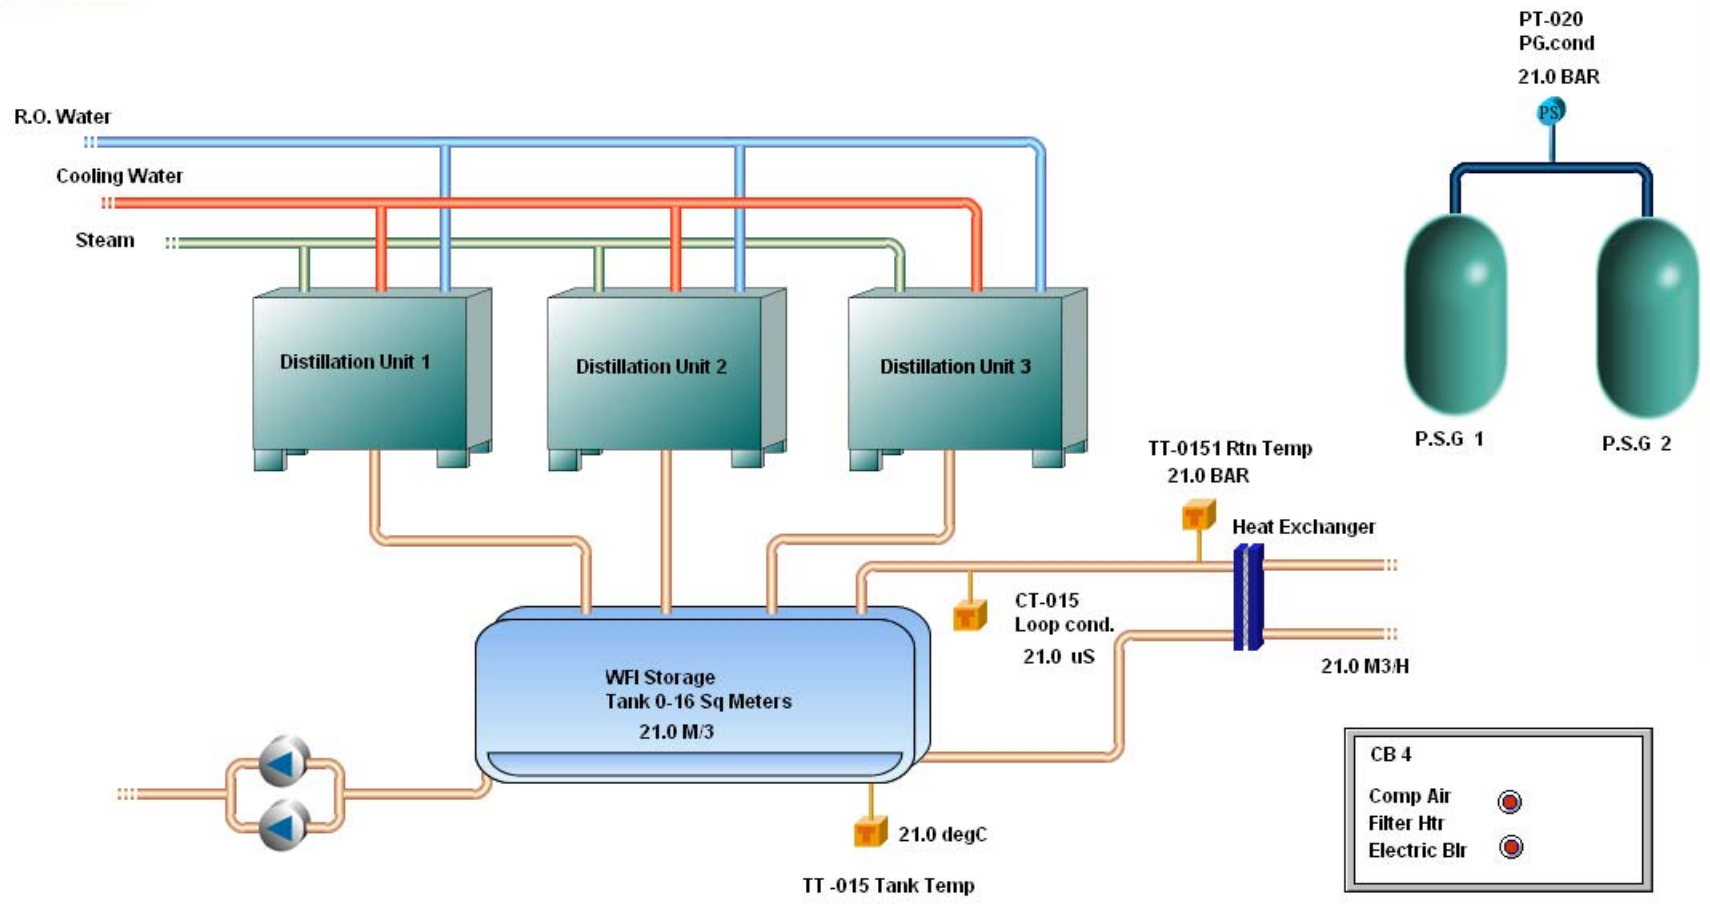 PT-020
PG.cond
21.0 BAR
PS
R.O. Water
Cooling Water
Steam
Distillation Unit 1
Distillation Unit 2
Distillation Unit 3
P.S.G 1
P.S.G 2
TT-0151 Rtn Temp
21.0 BAR
T
Heat Exchanger
CT-015
Loop cond.
21.0 uS
T
21.0 M3/H
WFI Storage
Tank 0-16 Sq Meters
21.0 M/3
T
21.0 degC
TT -015 Tank Temp
CB 4
Comp Air
Filter Htr
Electric Blr